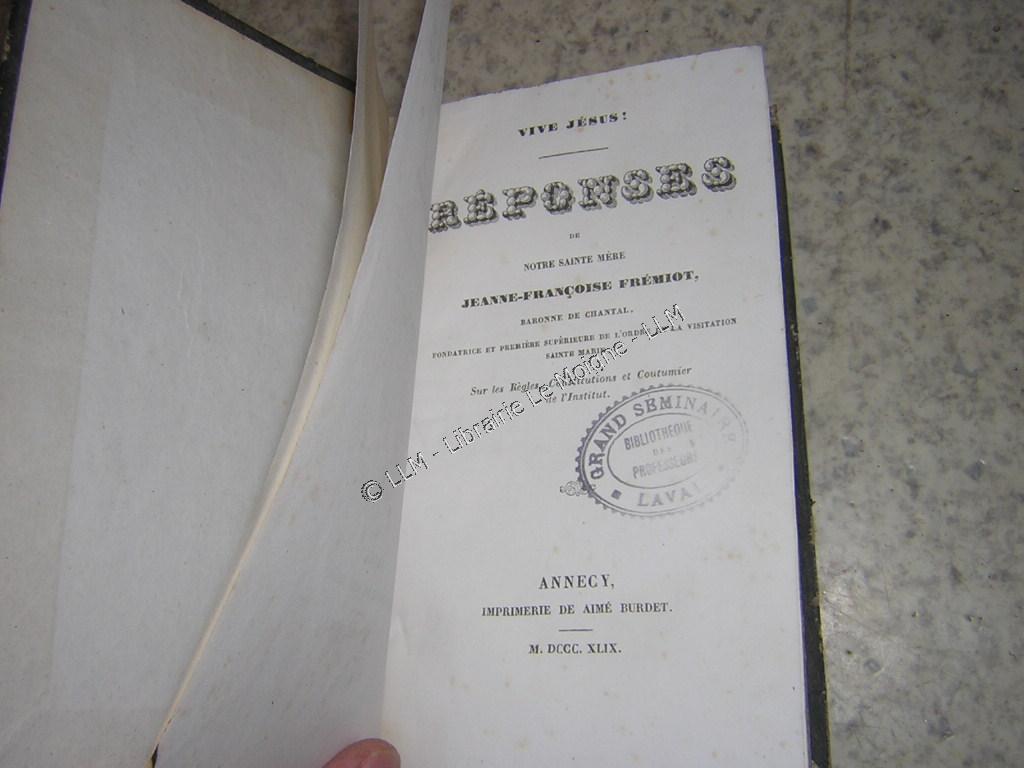 VIVE JÉSUS!
RÉPONSES
DE
NOTRE SAINTE MÈRE
JEANNE-FRANÇOISE FRÉMIOT,
BARONNE DE CHANTAL,
FONDATRICE ET PREMIÈRE SUPÉRIEURE DE L'ORDRE LA VISITATION
SAINTE MARIE
Sur les Règles, Constitutions et Coutumier
de l'Institut.
GRAND SEMINAIRE
BIBLIOTHEQUE
DES
PROFESSEURS
LAVAL
ANNECY,
IMPRIMERIE DE AIMÉ BURDET.
M. DCCC. XLIX.
© LLM - Librairie Le Moigne - LLM